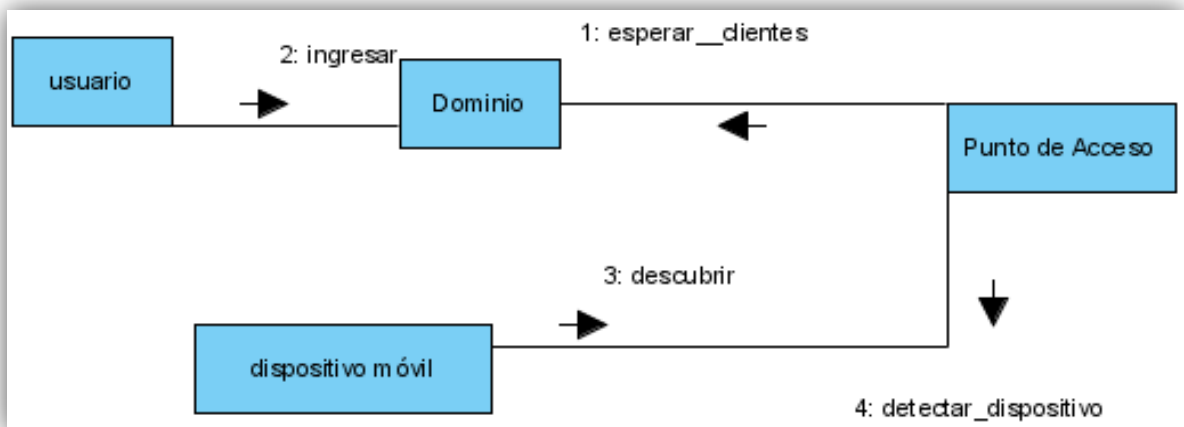 1: esperar__clientes
2: ingresar
usuario
Dominio
Punto de Acceso
3: descubrir
dispositivo móvil
4: detectar_dispositivo